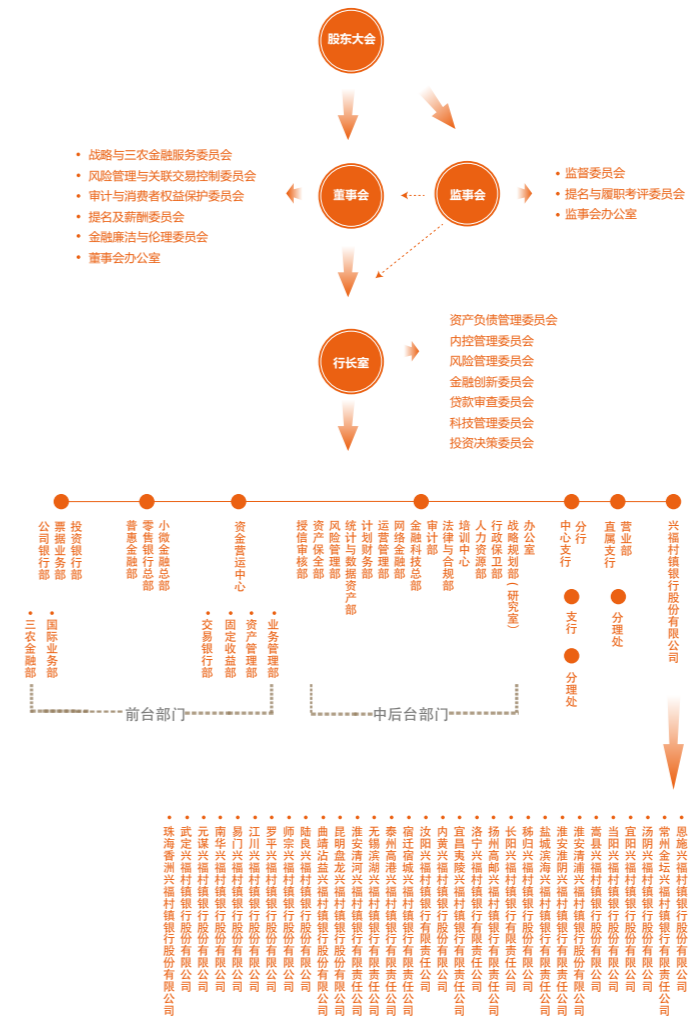 股东大会
董事会
监事会
• 战略与三农金融服务委员会
• 风险管理与关联交易控制委员会
• 审计与消费者权益保护委员会
• 提名及薪酬委员会
• 金融廉洁与伦理委员会
• 董事会办公室
• 监督委员会
• 提名与履职考评委员会
• 监事会办公室
行长室
资产负债管理委员会
内控管理委员会
风险管理委员会
金融创新委员会
贷款审查委员会
科技管理委员会
投资决策委员会
公司银行部
票据业务部
投资银行部
普惠金融部
零售银行总部
小微金融总部
资金营运中心
授信审核部
资产保全部
风险管理部
统计与数据资产部
计划财务部
运营管理部
网络金融部
金融科技总部
审计部
法律与合规部
培训中心
人力资源部
行政保卫部
战略规划部(研究室)
办公室
中心支行
分行
直属支行
营业部
兴福村镇银行股份有限公司
支行
分理处
分理处
• 三农金融部
• 国际业务部
• 交易银行部
• 固定收益部
• 资产管理部
• 业务管理部
前台部门
中后台部门
• 珠海香洲兴福村镇银行股份有限公司
• 武定兴福村镇银行股份有限公司
• 元谋兴福村镇银行股份有限公司
• 南华兴福村镇银行股份有限公司
• 易门兴福村镇银行股份有限公司
• 江川兴福村镇银行股份有限公司
• 罗平兴福村镇银行股份有限公司
• 师宗兴福村镇银行股份有限公司
• 陆良兴福村镇银行股份有限公司
• 曲靖沾益兴福村镇银行股份有限公司
• 昆明盘龙兴福村镇银行股份有限公司
• 淮安清河兴福村镇银行有限责任公司
• 无锡滨湖兴福村镇银行有限责任公司
• 泰州高港兴福村镇银行有限责任公司
• 宿迁宿城兴福村镇银行有限责任公司
• 汝阳兴福村镇银行有限责任公司
• 内黄兴福村镇银行股份有限公司
• 宜昌夷陵兴福村镇银行有限责任公司
• 洛宁兴福村镇银行有限责任公司
• 扬州高邮兴福村镇银行有限责任公司
• 长阳兴福村镇银行有限责任公司
• 秭归兴福村镇银行股份有限公司
• 盐城滨海兴福村镇银行有限责任公司
• 淮安淮阴兴福村镇银行有限责任公司
• 淮安清浦兴福村镇银行股份有限公司
• 嵩县兴福村镇银行股份有限公司
• 当阳兴福村镇银行股份有限公司
• 宜阳兴福村镇银行股份有限公司
• 汤阴兴福村镇银行股份有限公司
• 常州金坛兴福村镇银行股份有限公司
• 恩施兴福村镇银行股份有限公司